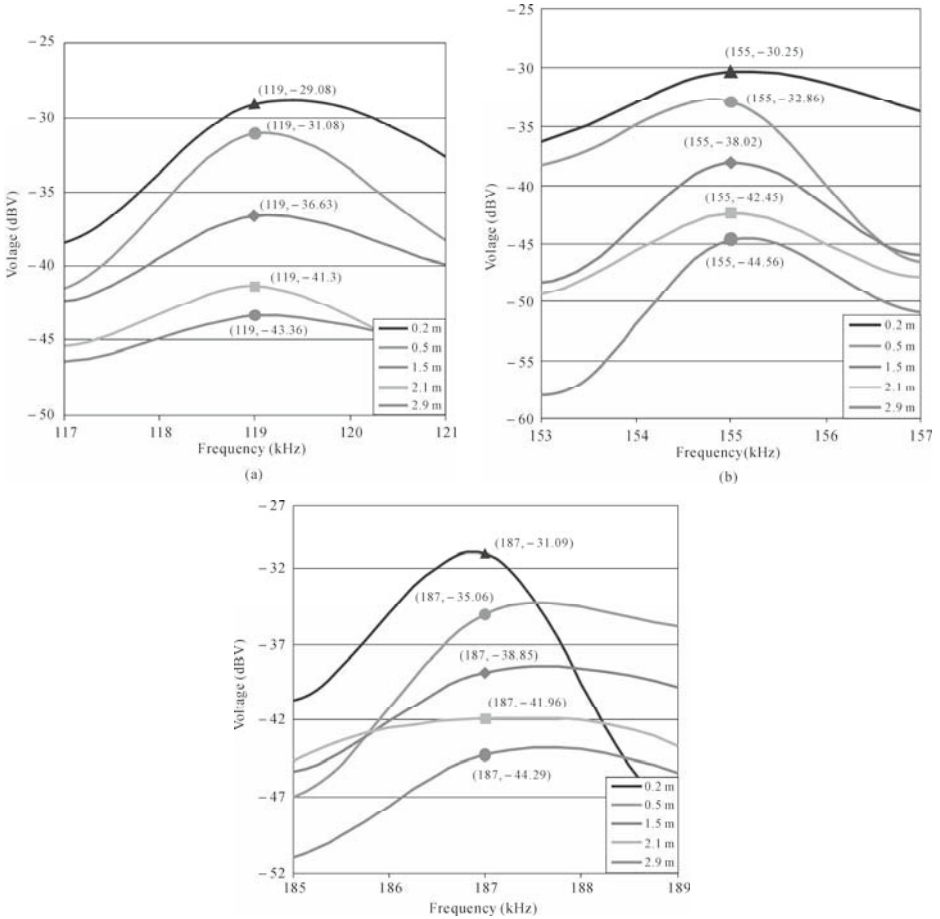 −25
−30
−35
−40
−45
−50
Voltage (dBV)
(119, −29.08)
(119, −31.08)
(119, −36.63)
(119, −41.3)
(119, −43.36)
0.2 m
0.5 m
1.5 m
2.1 m
2.9 m
117 118 119 120 121
Frequency (kHz)
(a)
−25
−30
−35
−40
−45
−50
−55
−60
Voltage (dBV)
(155, −30.25)
(155, −32.86)
(155, −38.02)
(155, −42.45)
(155, −44.56)
0.2 m
0.5 m
1.5 m
2.1 m
2.9 m
153 154 155 156 157
Frequency (kHz)
(b)
−27
−32
−37
−42
−47
−52
Voltage (dBV)
(187, −31.09)
(187, −35.06)
(187, −38.85)
(187. −41.96)
(187, −44.29)
0.2 m
0.5 m
1.5 m
2.1 m
2.9 m
185 186 187 188 189
Frequency (kHz)